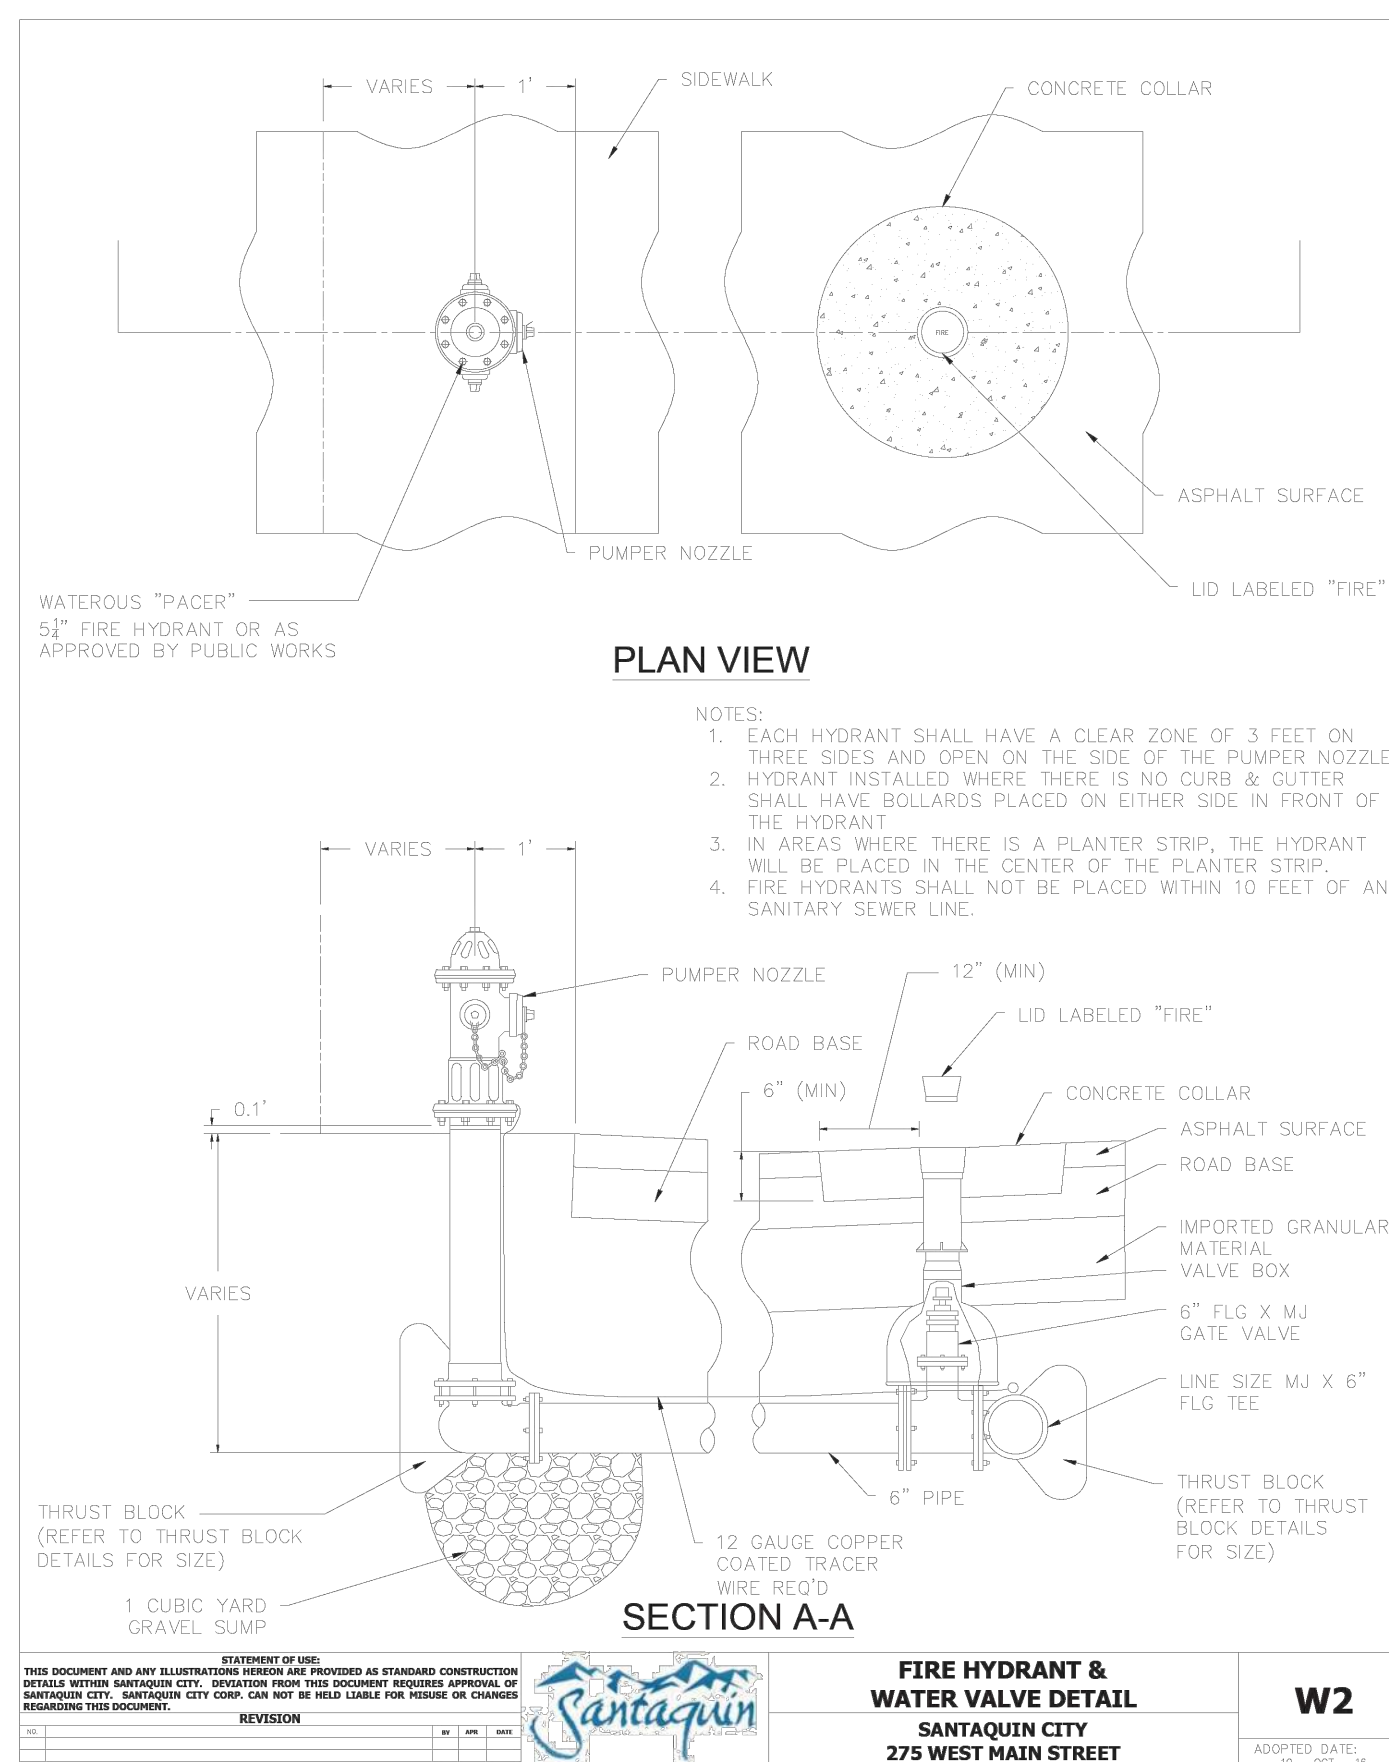 VARIES
1'
SIDEWALK
CONCRETE COLLAR
FIRE
ASPHALT SURFACE
PUMPER NOZZLE
LID LABELED "FIRE"
WATEROUS "PACER"
5 1/4" FIRE HYDRANT OR AS
APPROVED BY PUBLIC WORKS
PLAN VIEW
NOTES:
1. EACH HYDRANT SHALL HAVE A CLEAR ZONE OF 3 FEET ON
THREE SIDES AND OPEN ON THE SIDE OF THE PUMPER NOZZLE
2. HYDRANT INSTALLED WHERE THERE IS NO CURB & GUTTER
SHALL HAVE BOLLARDS PLACED ON EITHER SIDE IN FRONT OF
THE HYDRANT
3. IN AREAS WHERE THERE IS A PLANTER STRIP, THE HYDRANT
WILL BE PLACED IN THE CENTER OF THE PLANTER STRIP.
4. FIRE HYDRANTS SHALL NOT BE PLACED WITHIN 10 FEET OF AN
SANITARY SEWER LINE.
VARIES
1'
PUMPER NOZZLE
12" (MIN)
LID LABELED "FIRE"
ROAD BASE
6" (MIN)
CONCRETE COLLAR
0.1'
ASPHALT SURFACE
ROAD BASE
IMPORTED GRANULAR
MATERIAL
VALVE BOX
VARIES
6" FLG X MJ
GATE VALVE
LINE SIZE MJ X 6"
FLG TEE
6" PIPE
THRUST BLOCK
(REFER TO THRUST
BLOCK DETAILS
FOR SIZE)
THRUST BLOCK
(REFER TO THRUST BLOCK
DETAILS FOR SIZE)
12 GAUGE COPPER
COATED TRACER
WIRE REQ'D
1 CUBIC YARD
GRAVEL SUMP
SECTION A-A
STATEMENT OF USE:
THIS DOCUMENT AND ANY ILLUSTRATIONS HEREON ARE PROVIDED AS STANDARD CONSTRUCTION
DETAILS WITHIN SANTAQUIN CITY. DEVIATION FROM THIS DOCUMENT REQUIRES APPROVAL OF
SANTAQUIN CITY. SANTAQUIN CITY CORP. CAN NOT BE HELD LIABLE FOR MISUSE OR CHANGES
REGARDING THIS DOCUMENT.
REVISION
NO. BY APR DATE
Santaquin
FIRE HYDRANT &
WATER VALVE DETAIL
SANTAQUIN CITY
275 WEST MAIN STREET
W2
ADOPTED DATE: